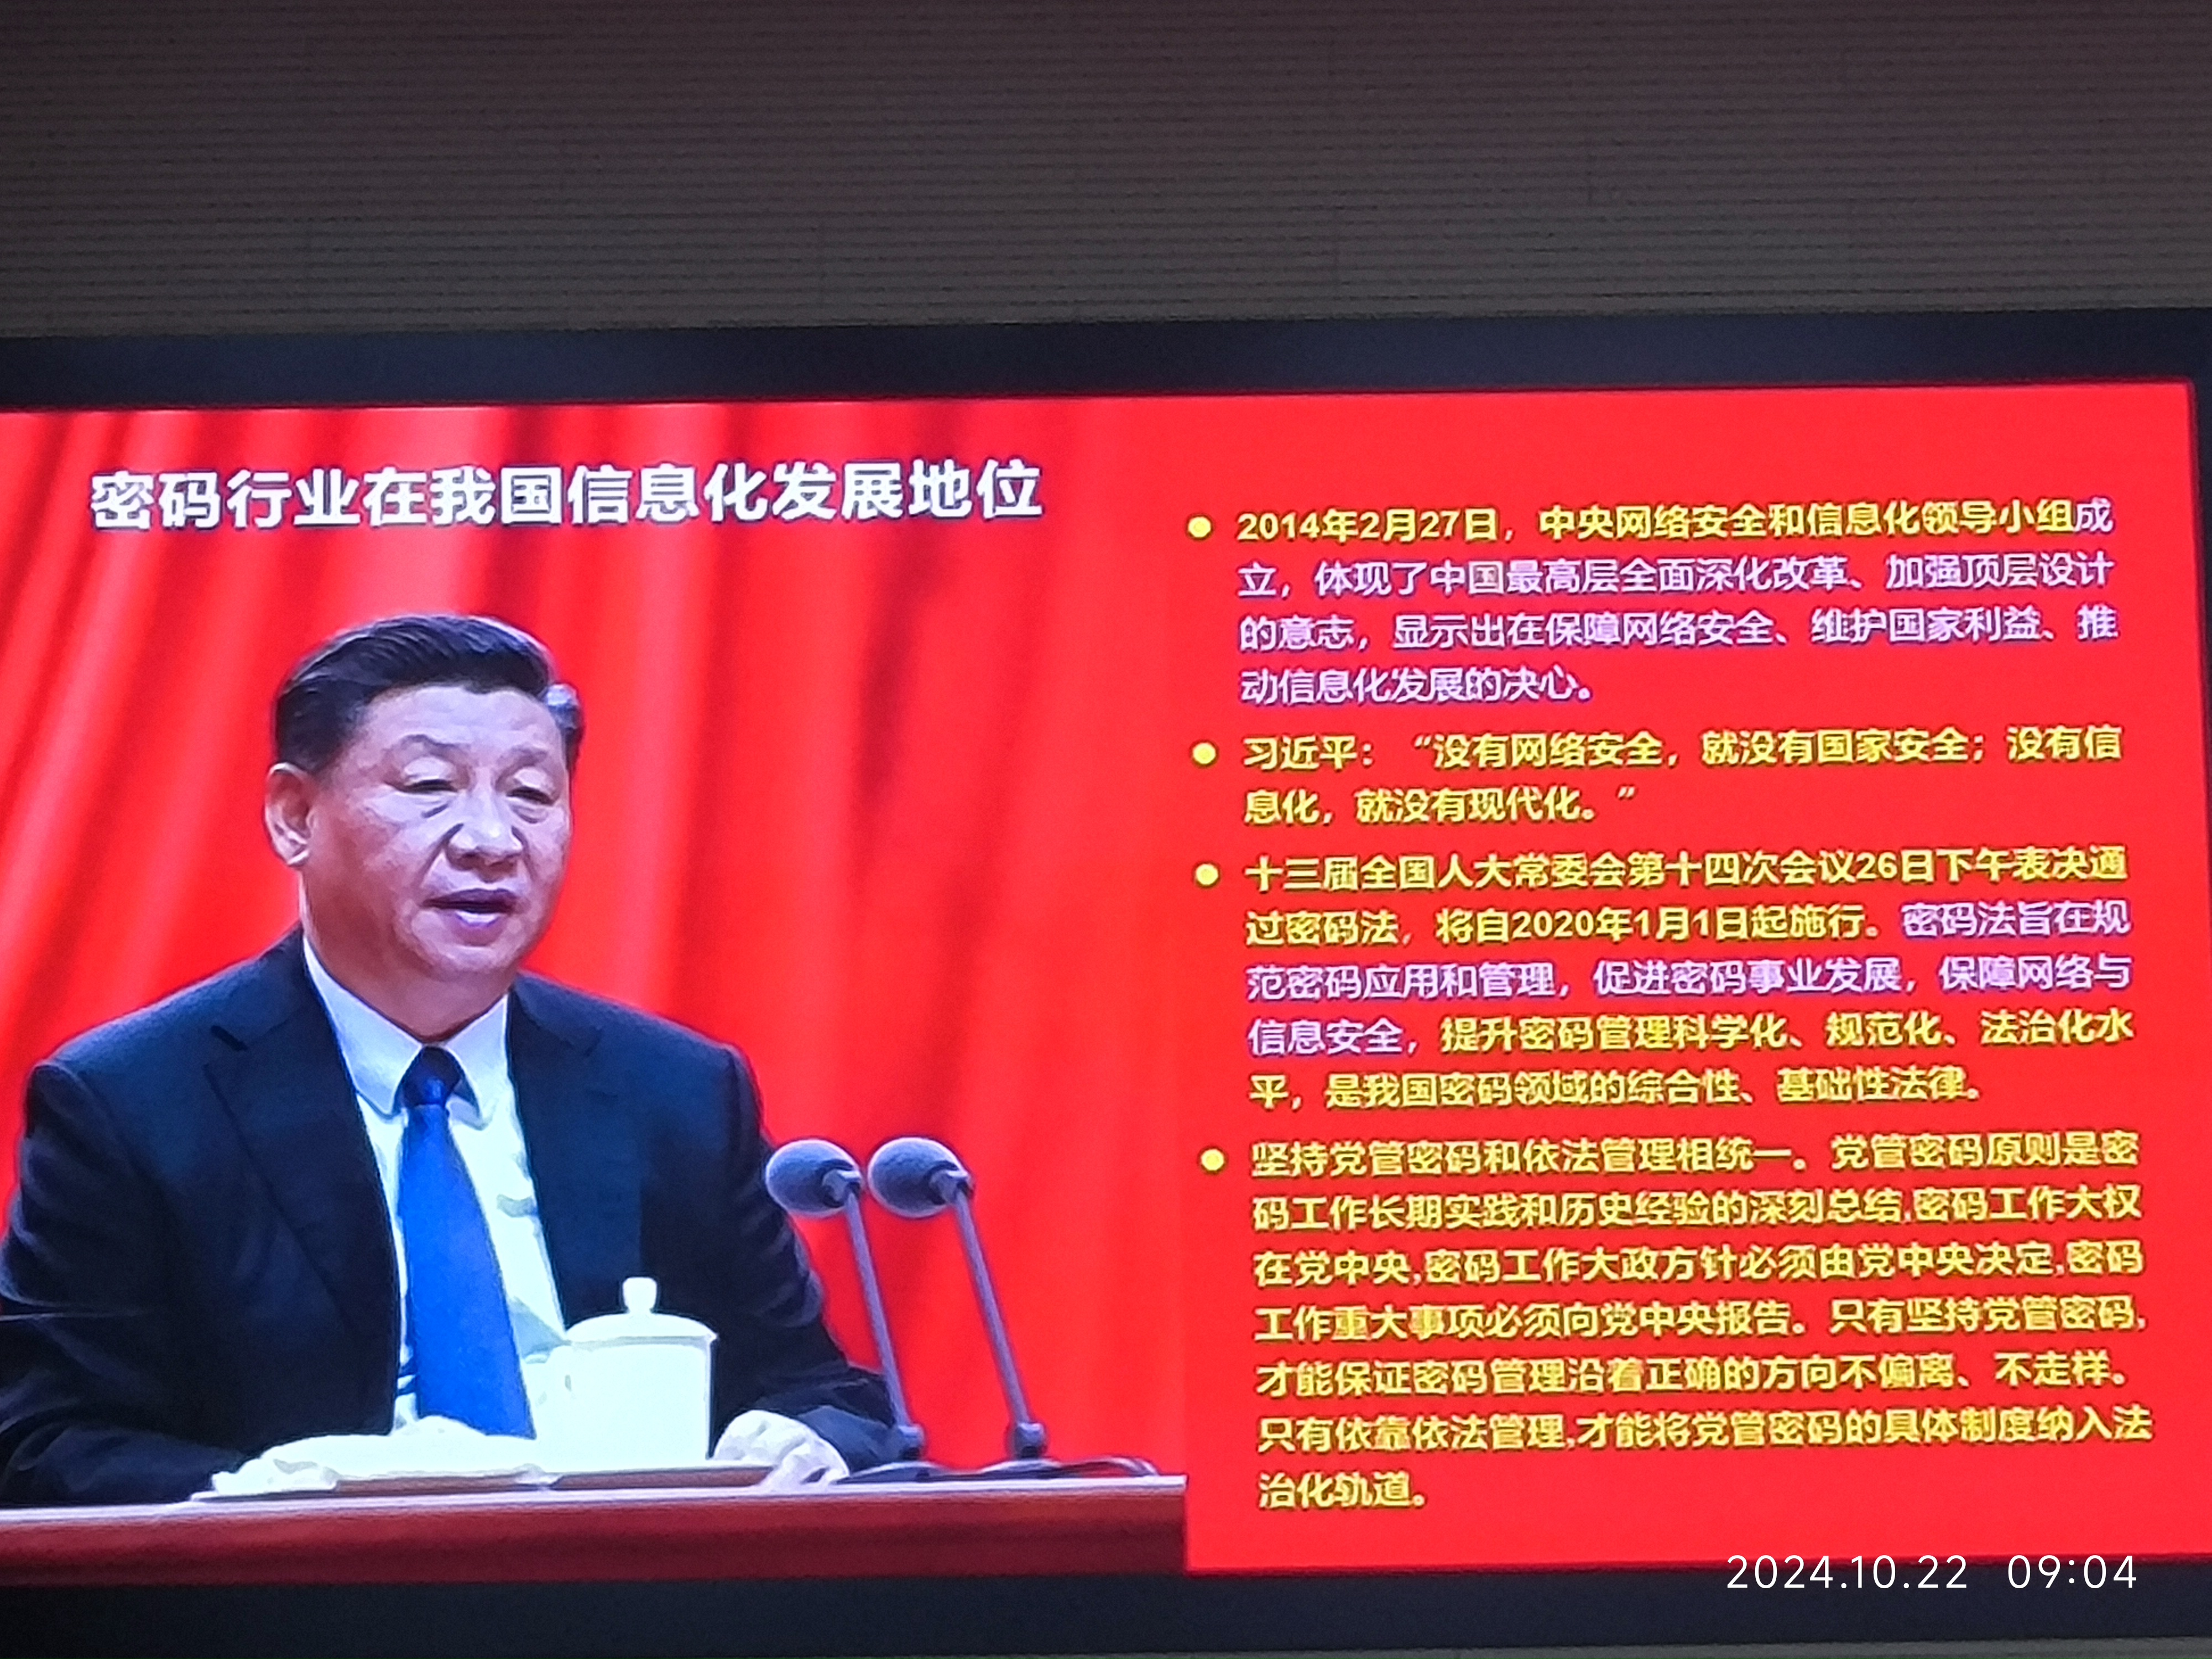 密码行业在我国信息化发展地位
2014年2月27日，中央网络安全和信息化领导小组成
立，体现了中国最高层全面深化改革、加强顶层设计
的意志，显示出在保障网络安全、维护国家利益、推
动信息化发展的决心。
习近平：“没有网络安全，就没有国家安全；没有信
息化，就没有现代化。”
十三届全国人大常委会第十四次会议26日下午表决通
过密码法，将自2020年1月1日起施行。密码法旨在规
范密码应用和管理，促进密码事业发展，保障网络与
信息安全，提升密码管理科学化、规范化、法治化水
平，是我国密码领域的综合性、基础性法律。
坚持党管密码和依法管理相统一。党管密码原则是密
码工作长期实践和历史经验的深刻总结,密码工作大权
在党中央,密码工作大政方针必须由党中央决定,密码
工作重大事项必须向党中央报告。只有坚持党管密码,
才能保证密码管理沿着正确的方向不偏离、不走样。
只有依靠依法管理,才能将党管密码的具体制度纳入法
治化轨道。
2024.10.22 09:04